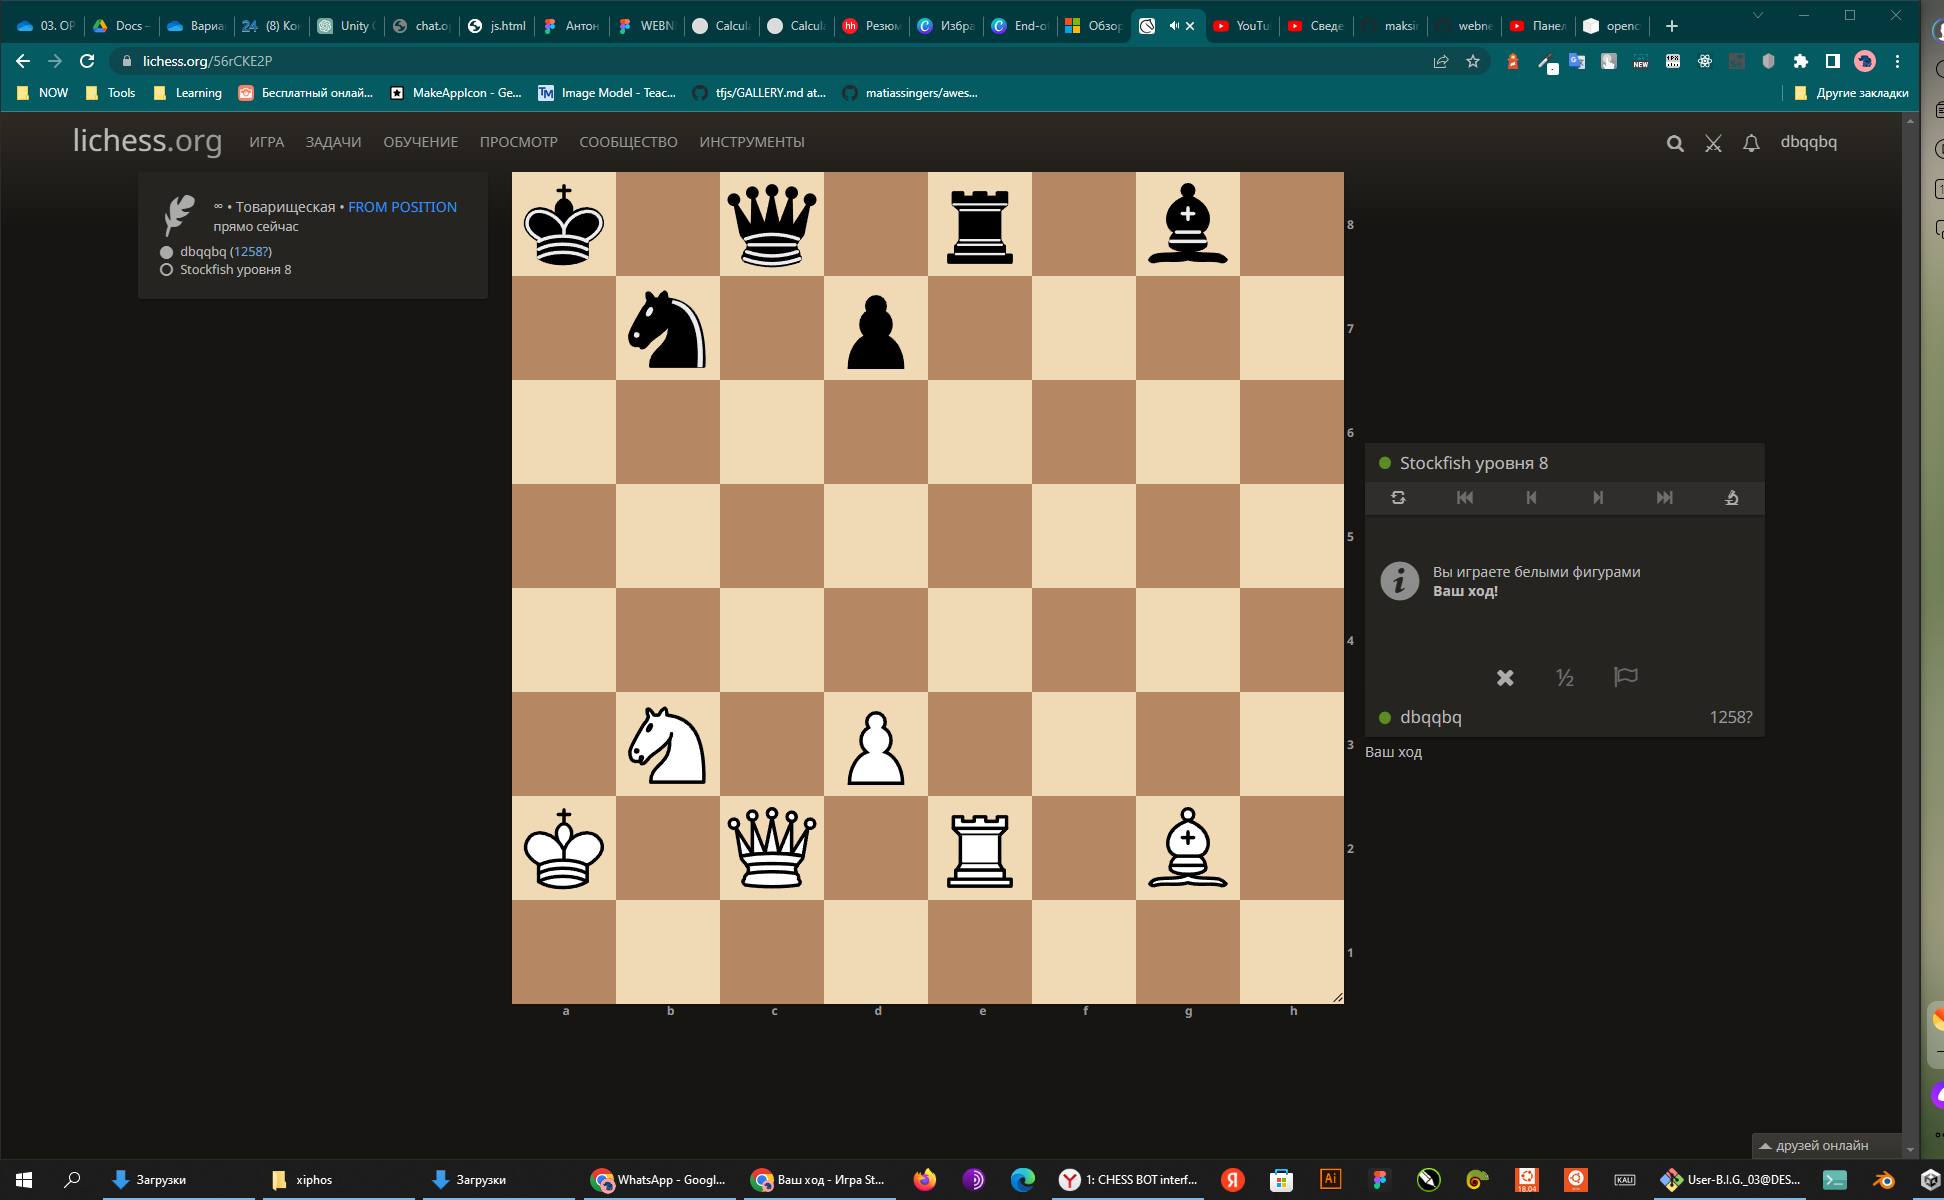 03. OP
Docs –
Вариа
(8) Кон
Unity
chat.op
js.html
Антон
WEBN
Calcul
Calcul
Резюм
Избра
End-o
Обзор
YouTu
Сведе
maksi
webne
Панел
openc
lichess.org/56rCKE2P
NOW
Tools
Learning
Бесплатный онлай...
MakeAppIcon - Ge...
TM
Image Model - Teac...
tfjs/GALLERY.md at...
matiassingers/awes...
Другие закладки
lichess.org
ИГРА
ЗАДАЧИ
ОБУЧЕНИЕ
ПРОСМОТР
СООБЩЕСТВО
ИНСТРУМЕНТЫ
dbqqbq
∞ • Товарищеская • FROM POSITION
прямо сейчас
dbqqbq (1258?)
Stockfish уровня 8
8
7
6
5
4
3
2
1
a b c d e f g h
Stockfish уровня 8
Вы играете белыми фигурами
Ваш ход!
½
dbqqbq 1258?
Ваш ход
друзей онлайн
Загрузки
xiphos
Загрузки
WhatsApp - Googl...
Ваш ход - Игра St...
1: CHESS BOT interf...
User-B.I.G._03@DES...